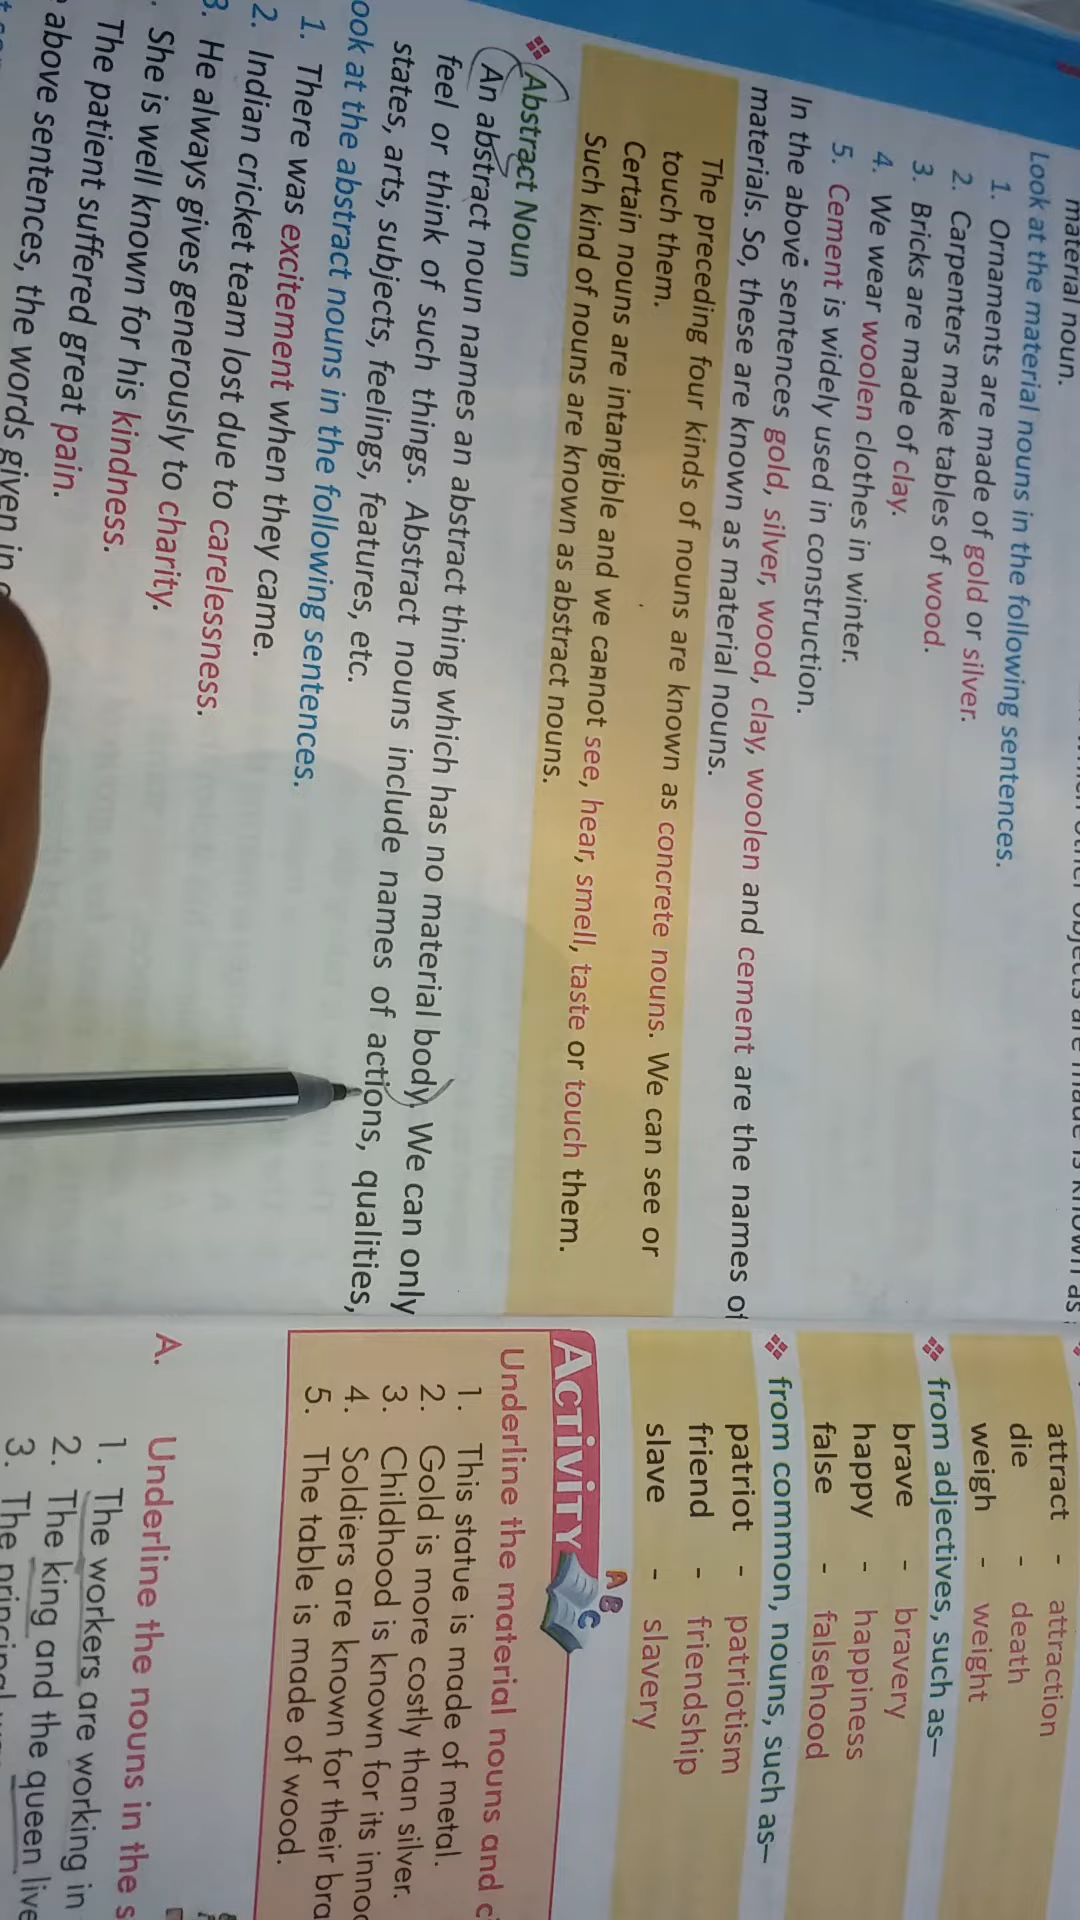 material noun.
objects are made is known as
Look at the material nouns in the following sentences.
1. Ornaments are made of gold or silver.
2. Carpenters make tables of wood.
3. Bricks are made of clay.
4. We wear woolen clothes in winter.
5. Cement is widely used in construction.
In the above sentences gold, silver, wood, clay, woolen and cement are the names of
materials. So, these are known as material nouns.
The preceding four kinds of nouns are known as concrete nouns. We can see or
touch them.
Certain nouns are intangible and we cannot see, hear, smell, taste or touch them.
Such kind of nouns are known as abstract nouns.
❖ Abstract Noun
An abstract noun names an abstract thing which has no material body. We can only
feel or think of such things. Abstract nouns include names of actions, qualities,
states, arts, subjects, feelings, features, etc.
ook at the abstract nouns in the following sentences.
1. There was excitement when they came.
2. Indian cricket team lost due to carelessness.
3. He always gives generously to charity.
. She is well known for his kindness.
The patient suffered great pain.
above sentences, the words given in
attract - attraction
die - death
weigh - weight
❖ from adjectives, such as–
brave - bravery
happy - happiness
false - falsehood
❖ from common, nouns, such as–
patriot - patriotism
friend - friendship
slave - slavery
ACTIVITY
A B C
Underline the material nouns and c
1. This statue is made of metal.
2. Gold is more costly than silver.
3. Childhood is known for its inno
4. Soldiers are known for their bra
5. The table is made of wood.
A. Underline the nouns in the s
1. The workers are working in
2. The king and the queen live
3. The principal